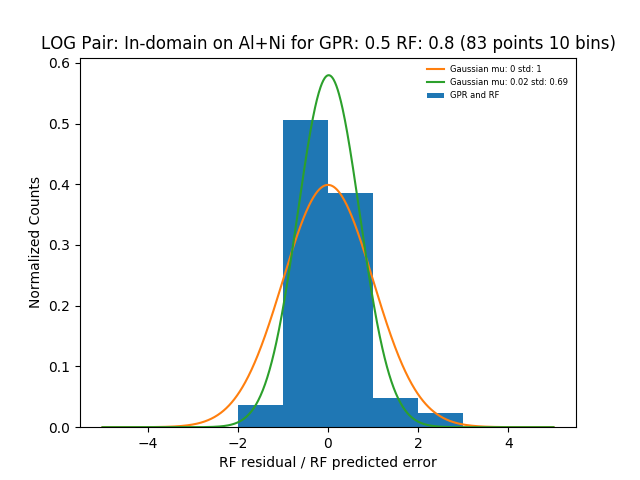 LOG Pair: In-domain on Al+Ni for GPR: 0.5 RF: 0.8 (83 points 10 bins)
Gaussian mu: 0 std: 1
Gaussian mu: 0.02 std: 0.69
GPR and RF
Normalized Counts
0.6
0.5
0.4
0.3
0.2
0.1
0.0
−4 −2 0 2 4
RF residual / RF predicted error